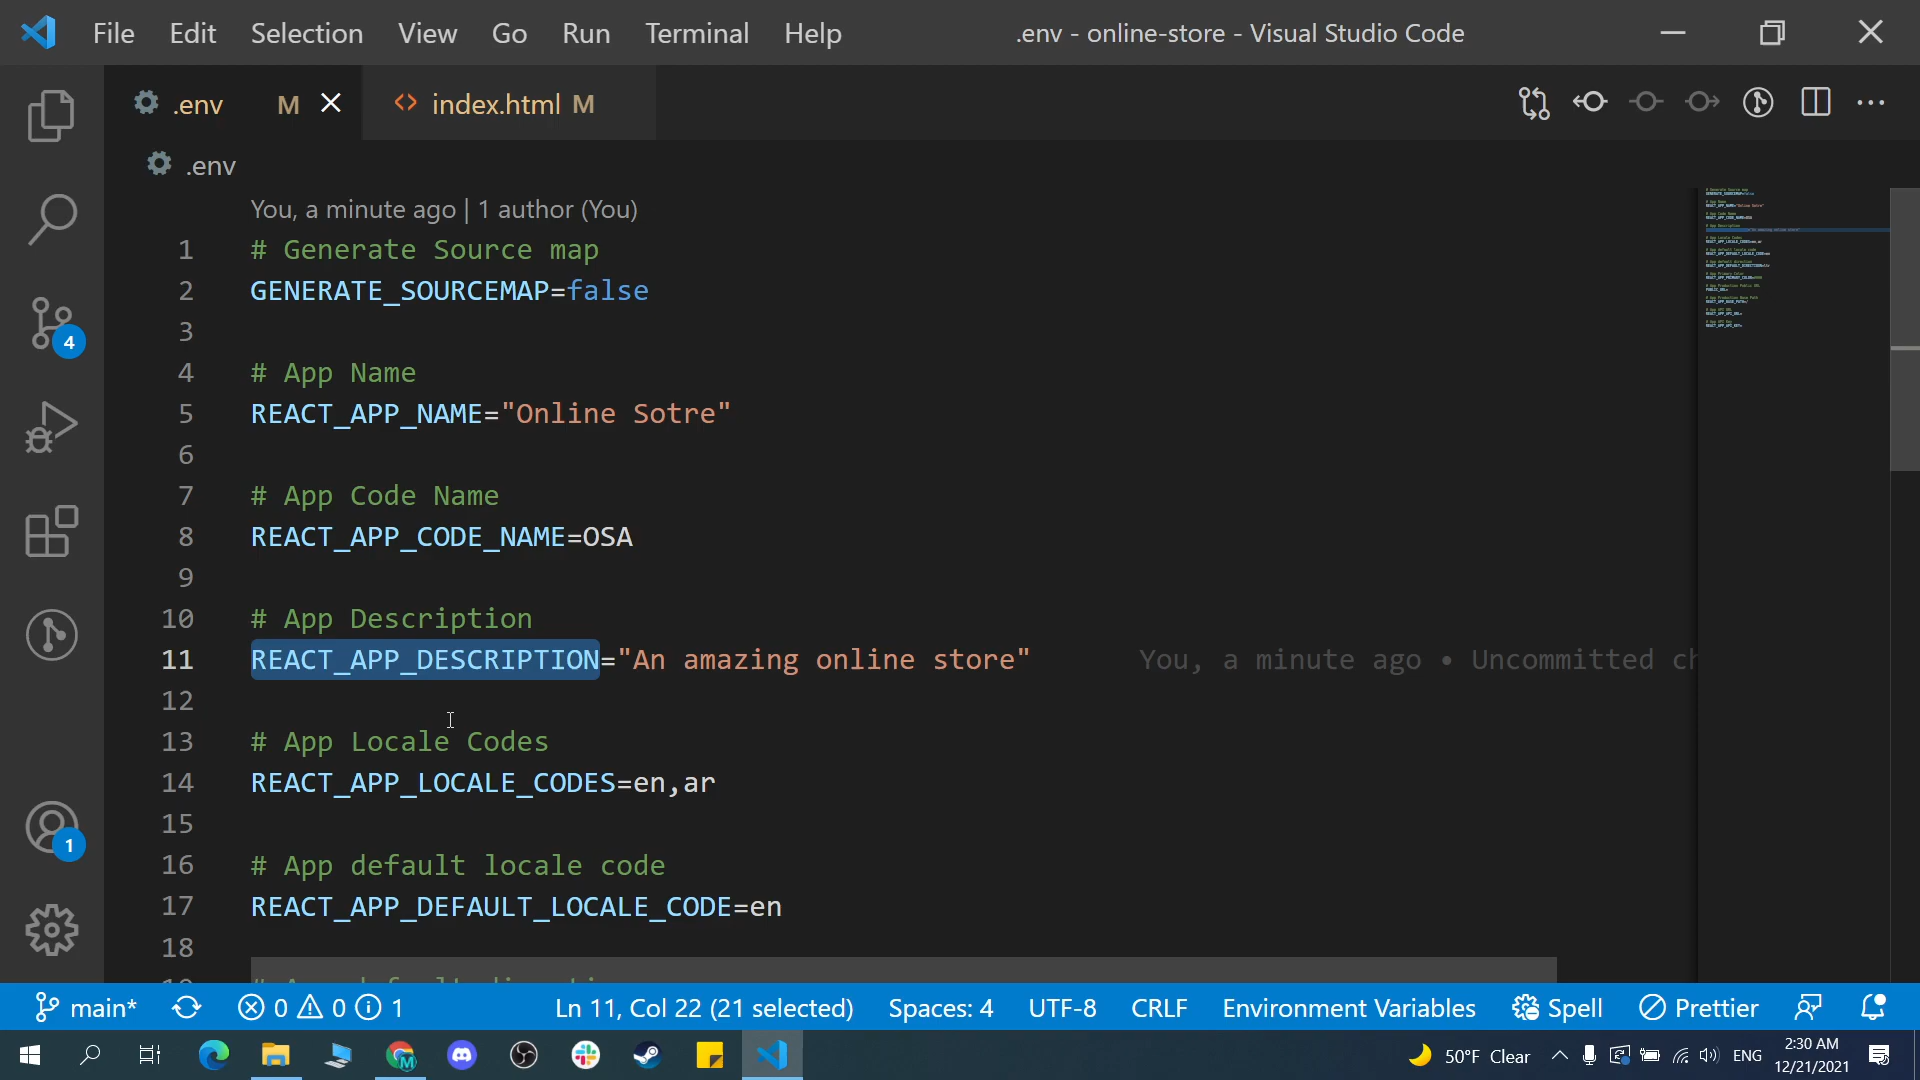 File Edit Selection View Go Run Terminal Help .env - online-store - Visual Studio Code
.env M index.html M
.env
You, a minute ago | 1 author (You)
1 # Generate Source map
2 GENERATE_SOURCEMAP=false
3
4 # App Name
5 REACT_APP_NAME="Online Sotre"
6
7 # App Code Name
8 REACT_APP_CODE_NAME=OSA
9
10 # App Description
11 REACT_APP_DESCRIPTION="An amazing online store" You, a minute ago • Uncommitted ch
12
13 # App Locale Codes
14 REACT_APP_LOCALE_CODES=en,ar
15
16 # App default locale code
17 REACT_APP_DEFAULT_LOCALE_CODE=en
18
4
1
main* 0 0 1 Ln 11, Col 22 (21 selected) Spaces: 4 UTF-8 CRLF Environment Variables Spell Prettier
50°F Clear ENG 2:30 AM
12/21/2021